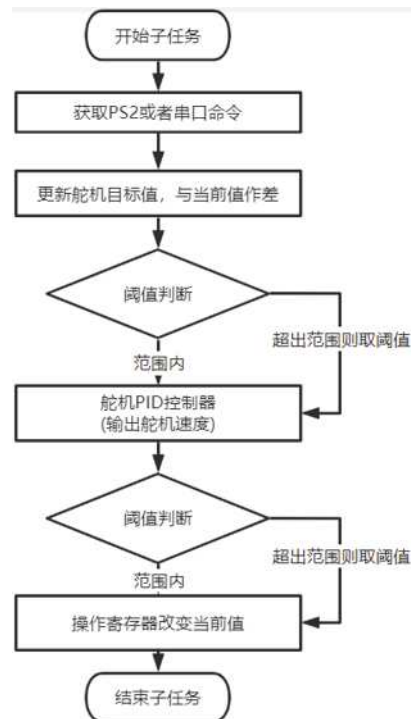 开始子任务
获取PS2或者串口命令
更新舵机目标值，与当前值作差
阈值判断
超出范围则取阈值
范围内
舵机PID控制器
(输出舵机速度)
阈值判断
超出范围则取阈值
范围内
操作寄存器改变当前值
结束子任务